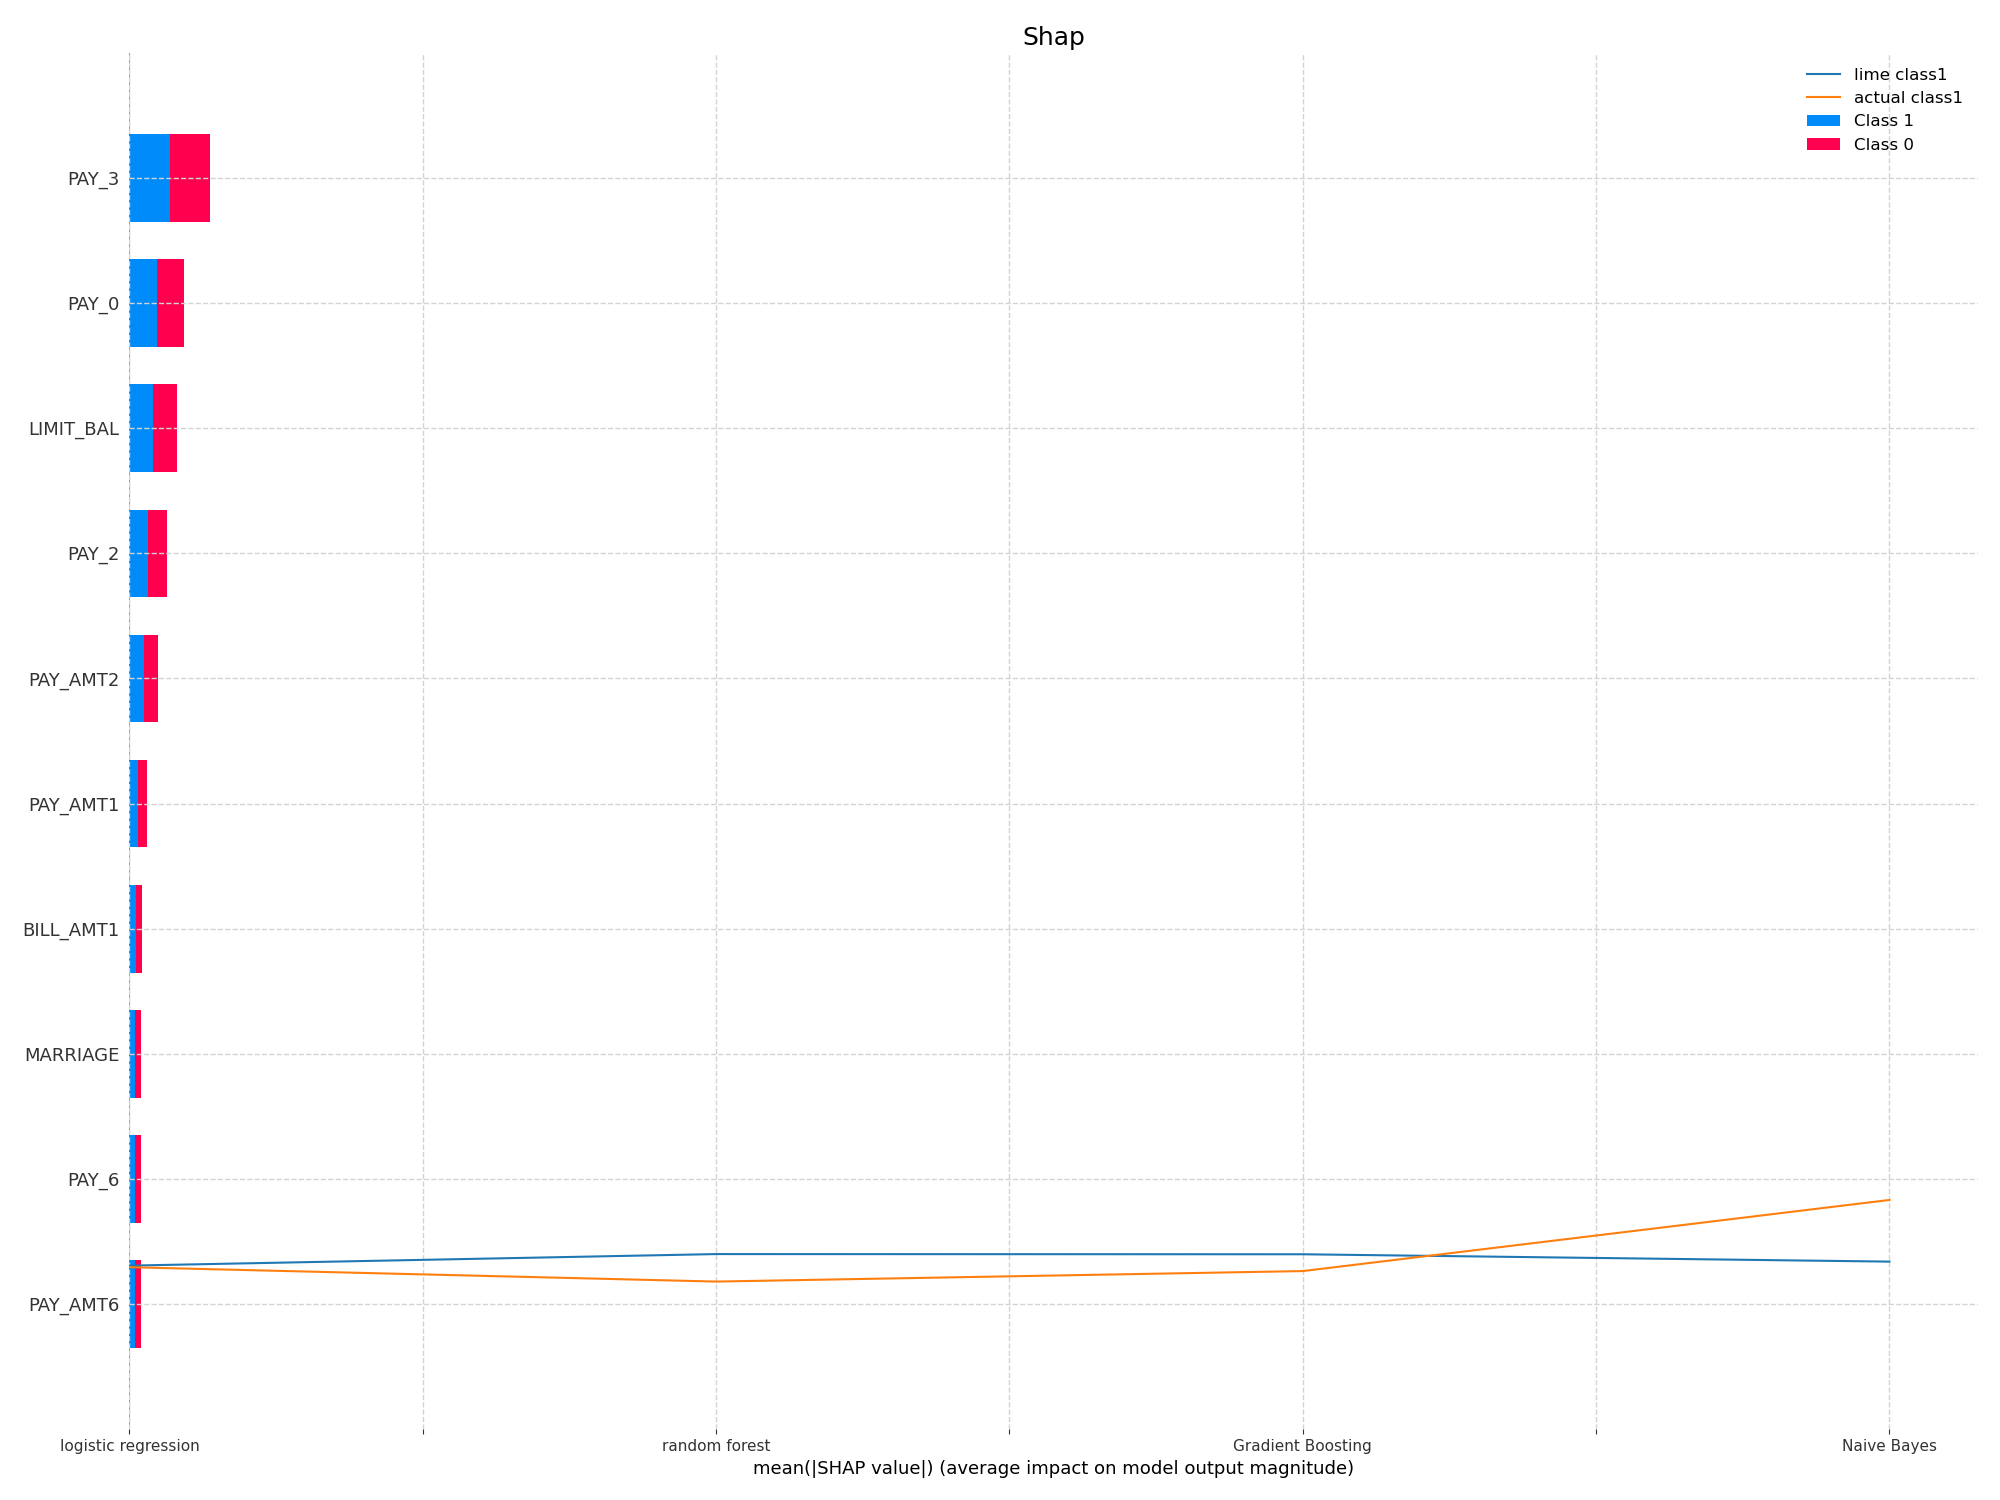 Shap
lime class1
actual class1
Class 1
Class 0
PAY_3
PAY_0
LIMIT_BAL
PAY_2
PAY_AMT2
PAY_AMT1
BILL_AMT1
MARRIAGE
PAY_6
PAY_AMT6
logistic regression random forest Gradient Boosting Naive Bayes
mean(|SHAP value|) (average impact on model output magnitude)